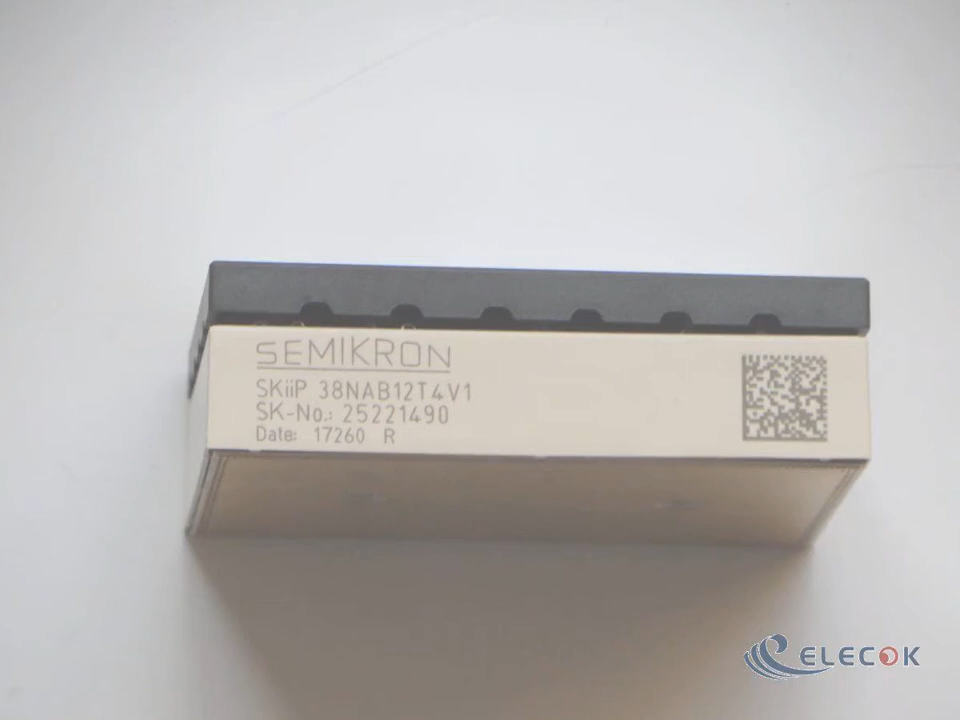 SEMIKRON
SKiiP 38NAB12T4V1
SK-No.: 25221490
Date: 17260 R
ELECOK